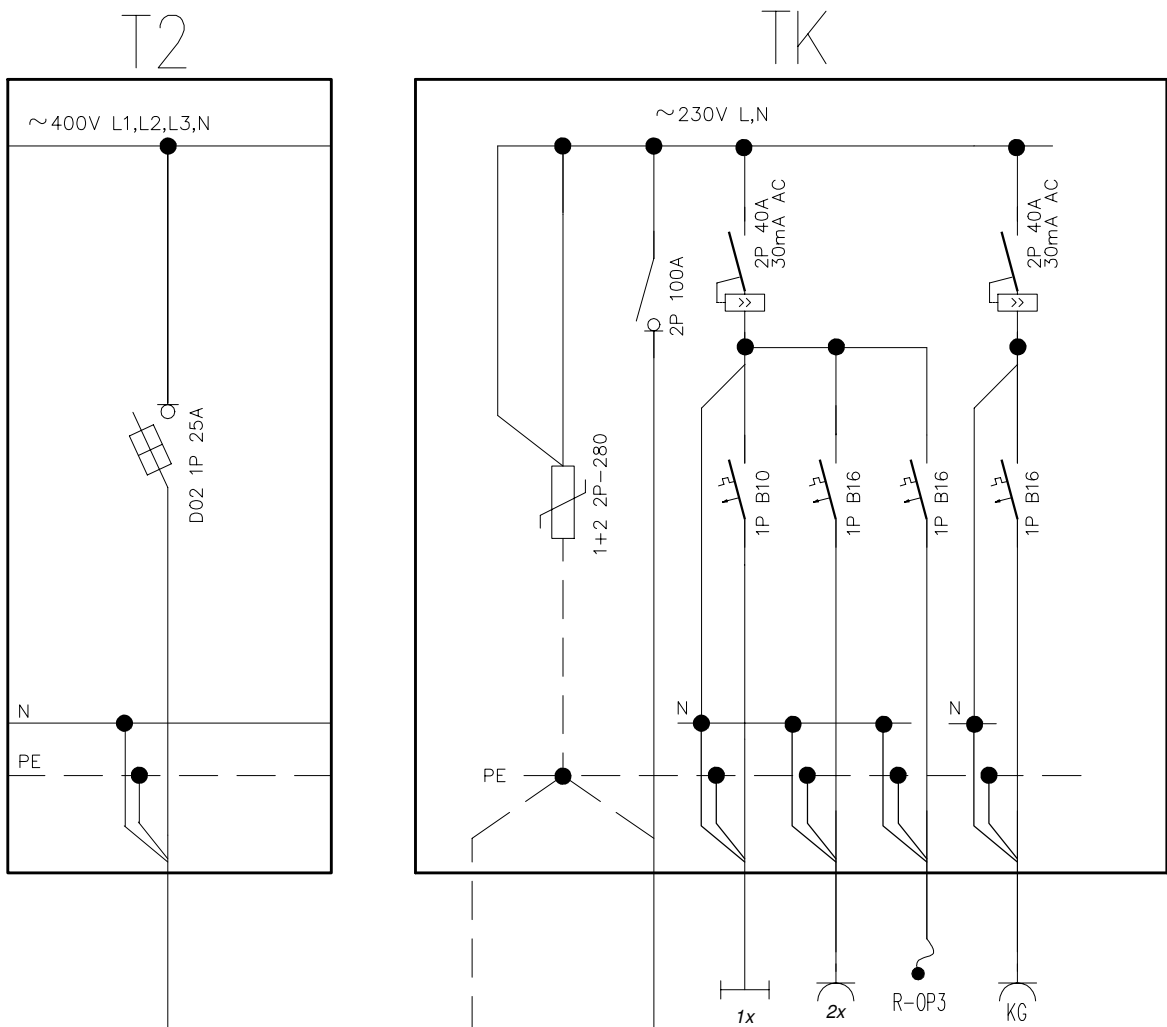 T2
TK
~400V L1,L2,L3,N
~230V L,N
2P 40A
30mA AC
2P 40A
30mA AC
2P 100A
D02 1P 25A
1+2 2P-280
1P B10
1P B16
1P B16
1P B16
N
N
N
PE
PE
1x
2x
R-OP3
KG